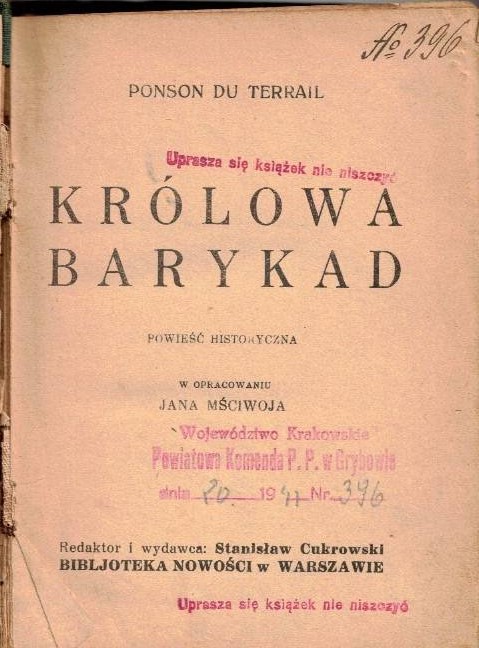 № 396
PONSON DU TERRAIL
Uprasza się książek nie niszczyć
KRÓLOWA
BARYKAD
POWIEŚĆ HISTORYCZNA
W OPRACOWANIU
JANA MŚCIWOJA
Województwo Krakowskie
Powiatowa Komenda P. P. w Grybowie
dnia 20. 19 Nr. 396
Redaktor i wydawca: Stanisław Cukrowski
BIBLJOTEKA NOWOŚCI w WARSZAWIE
Uprasza się książek nie niszczyć